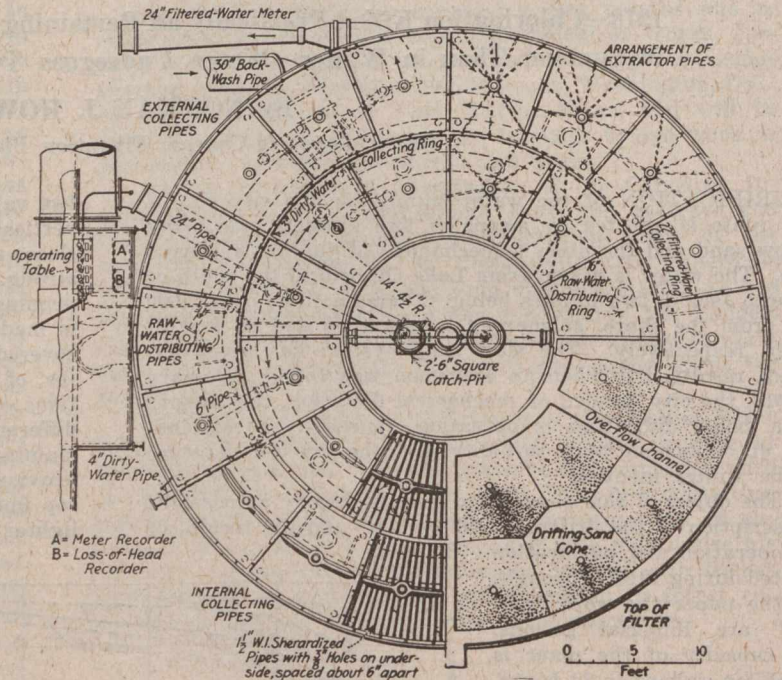 24" Filtered-Water Meter
30" Back-
Wash Pipe
ARRANGEMENT OF
EXTRACTOR PIPES
EXTERNAL
COLLECTING
PIPES
3" Dirty-Water
Collecting Ring
24" Pipe
Operating
Table
A
B
14'-4½" R.
16"
Raw-Water
Distributing
Ring
22" Filtered-Water
Collecting Ring
RAW-
WATER
DISTRIBUTING
PIPES
2'-6" Square
Catch-Pit
6" Pipe
Overflow Channel
4" Dirty-
Water Pipe
A = Meter Recorder
B = Loss-of-Head
Recorder
Drifting-Sand
Cone
INTERNAL
COLLECTING
PIPES
TOP OF
FILTER
1½" W.I. Sherardized
Pipes with ⅜" Holes on under-
side, spaced about 6" apart
0 5 10
Feet